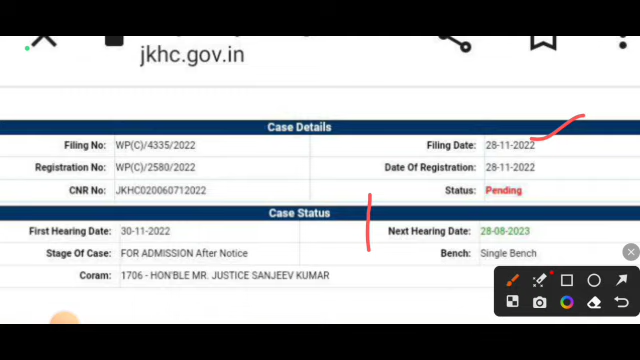 jkhc.gov.in
Case Details
Filing No: WP(C)/4335/2022 Filing Date: 28-11-2022
Registration No: WP(C)/2580/2022 Date Of Registration: 28-11-2022
CNR No: JKHC020060712022 Status: Pending
Case Status
First Hearing Date: 30-11-2022 Next Hearing Date: 28-08-2023
Stage Of Case: FOR ADMISSION After Notice Bench: Single Bench
Coram: 1706 - HON'BLE MR. JUSTICE SANJEEV KUMAR